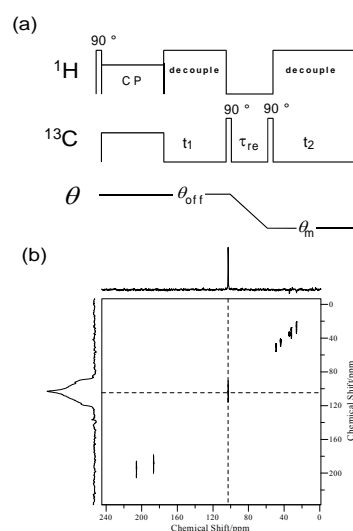 (a)
90 °
¹H
CP
decouple
decouple
90 ° 90 °
¹³C
t₁
τre
t₂
θ
θoff
θm
(b)
0
40
80
120
160
200
Chemical Shift/ppm
240 200 160 120 80 40 0
Chemical Shift/ppm